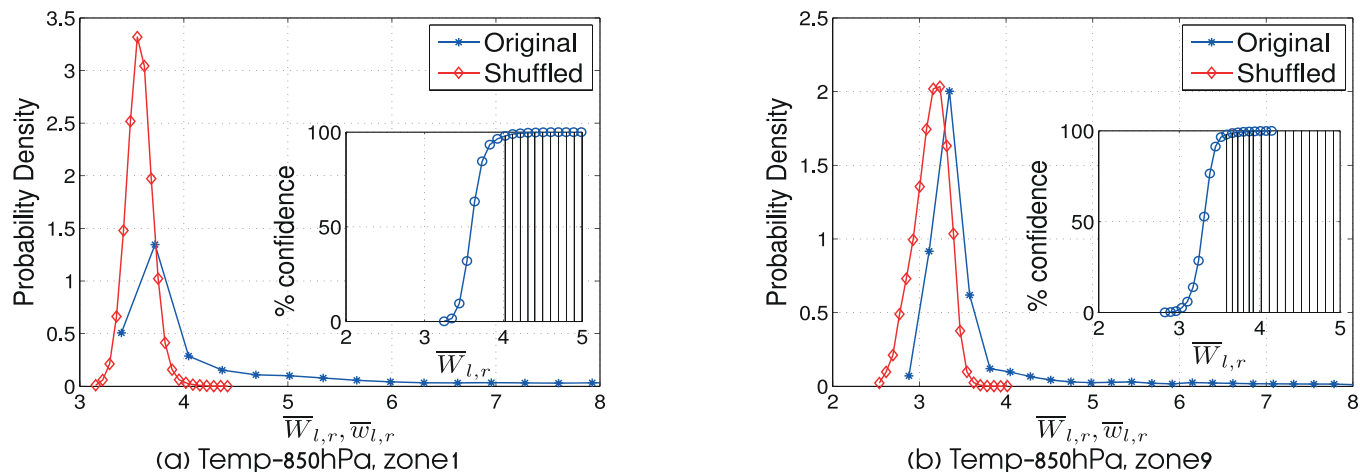 3.5
3
2.5
2
1.5
1
0.5
0
Probability Density
Original
Shuffled
100
50
0
% confidence
2 3 4 5
W̅l,r
3 4 5 6 7 8
W̅l,r, w̅l,r
(a) Temp-850hPa, zone1
2.5
2
1.5
1
0.5
0
Probability Density
Original
Shuffled
100
50
0
% confidence
2 3 4 5
W̅l,r
2 3 4 5 6 7 8
W̅l,r, w̅l,r
(b) Temp-850hPa, zone9